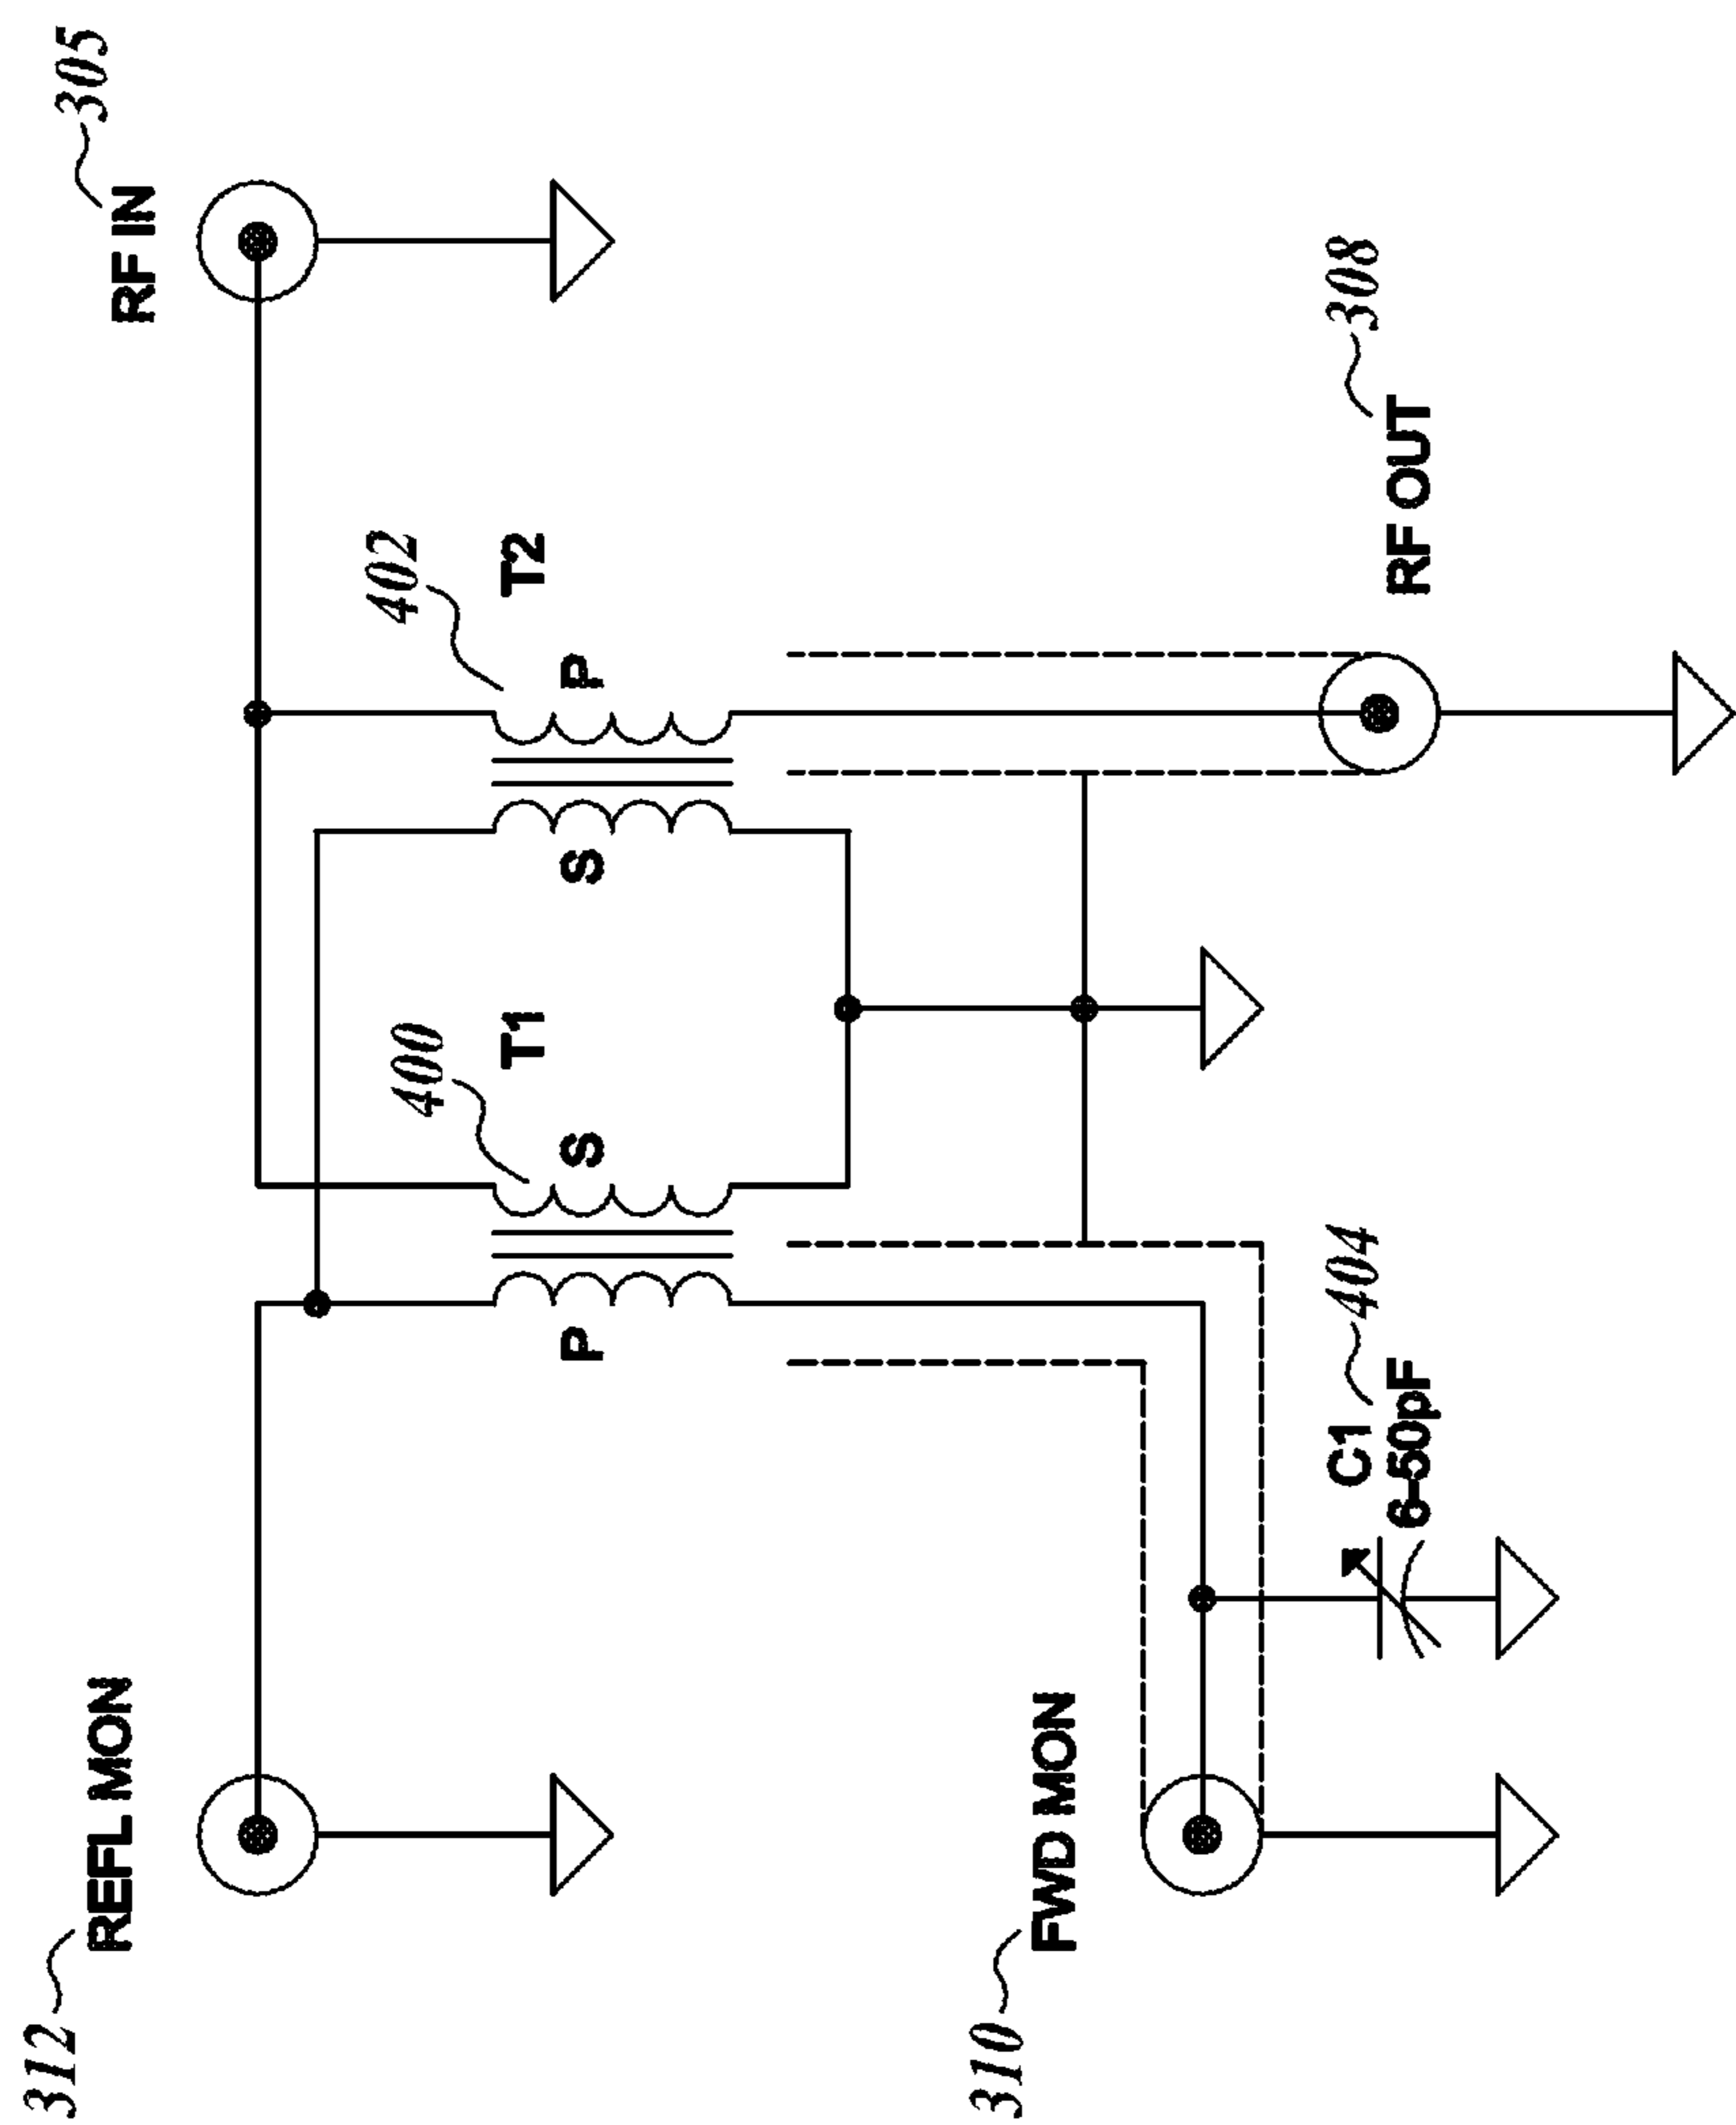 312
REFL MON
RF IN
305
400
402
T1
T2
P
S
S
P
310
FWD MON
C1
6-50pF
404
RF OUT
308